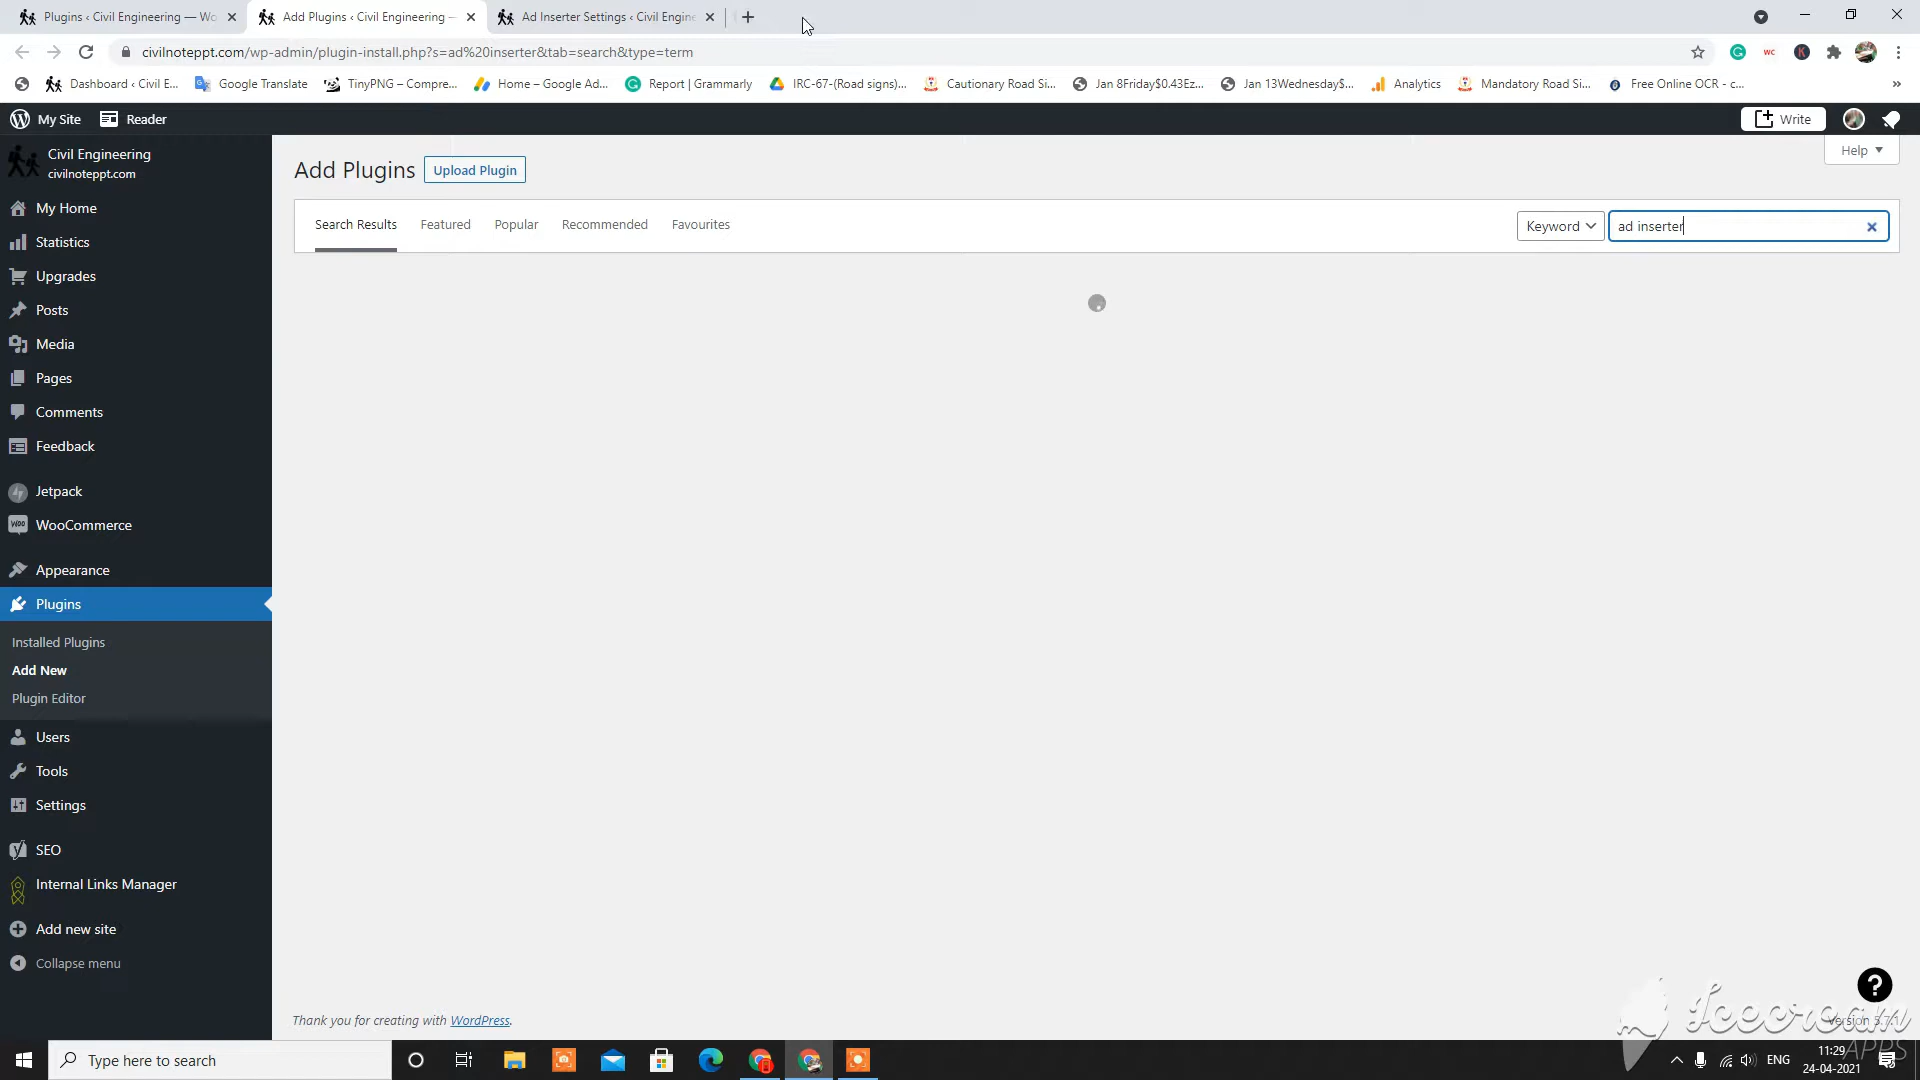 Plugins ‹ Civil Engineering — Wo
Add Plugins ‹ Civil Engineering —
Ad Inserter Settings ‹ Civil Engine
civilnoteppt.com/wp-admin/plugin-install.php?s=ad%20inserter&tab=search&type=term
Dashboard ‹ Civil E...
Google Translate
TinyPNG – Compre...
Home – Google Ad...
Report | Grammarly
IRC-67-(Road signs)...
Cautionary Road Si...
Jan 8Friday$0.43Ez...
Jan 13Wednesday$...
Analytics
Mandatory Road Si...
Free Online OCR - c...
»
My Site
Reader
Write
Civil Engineering
civilnoteppt.com
Help
Add Plugins
Upload Plugin
My Home
Statistics
Upgrades
Posts
Media
Pages
Comments
Feedback
Jetpack
WooCommerce
Appearance
Plugins
Installed Plugins
Add New
Plugin Editor
Users
Tools
Settings
SEO
Internal Links Manager
Add new site
Collapse menu
Search Results
Featured
Popular
Recommended
Favourites
Keyword
ad inserter
Thank you for creating with WordPress.
Version 5.7.1
?
Icecream
APPS
Type here to search
ENG
11:29
24-04-2021